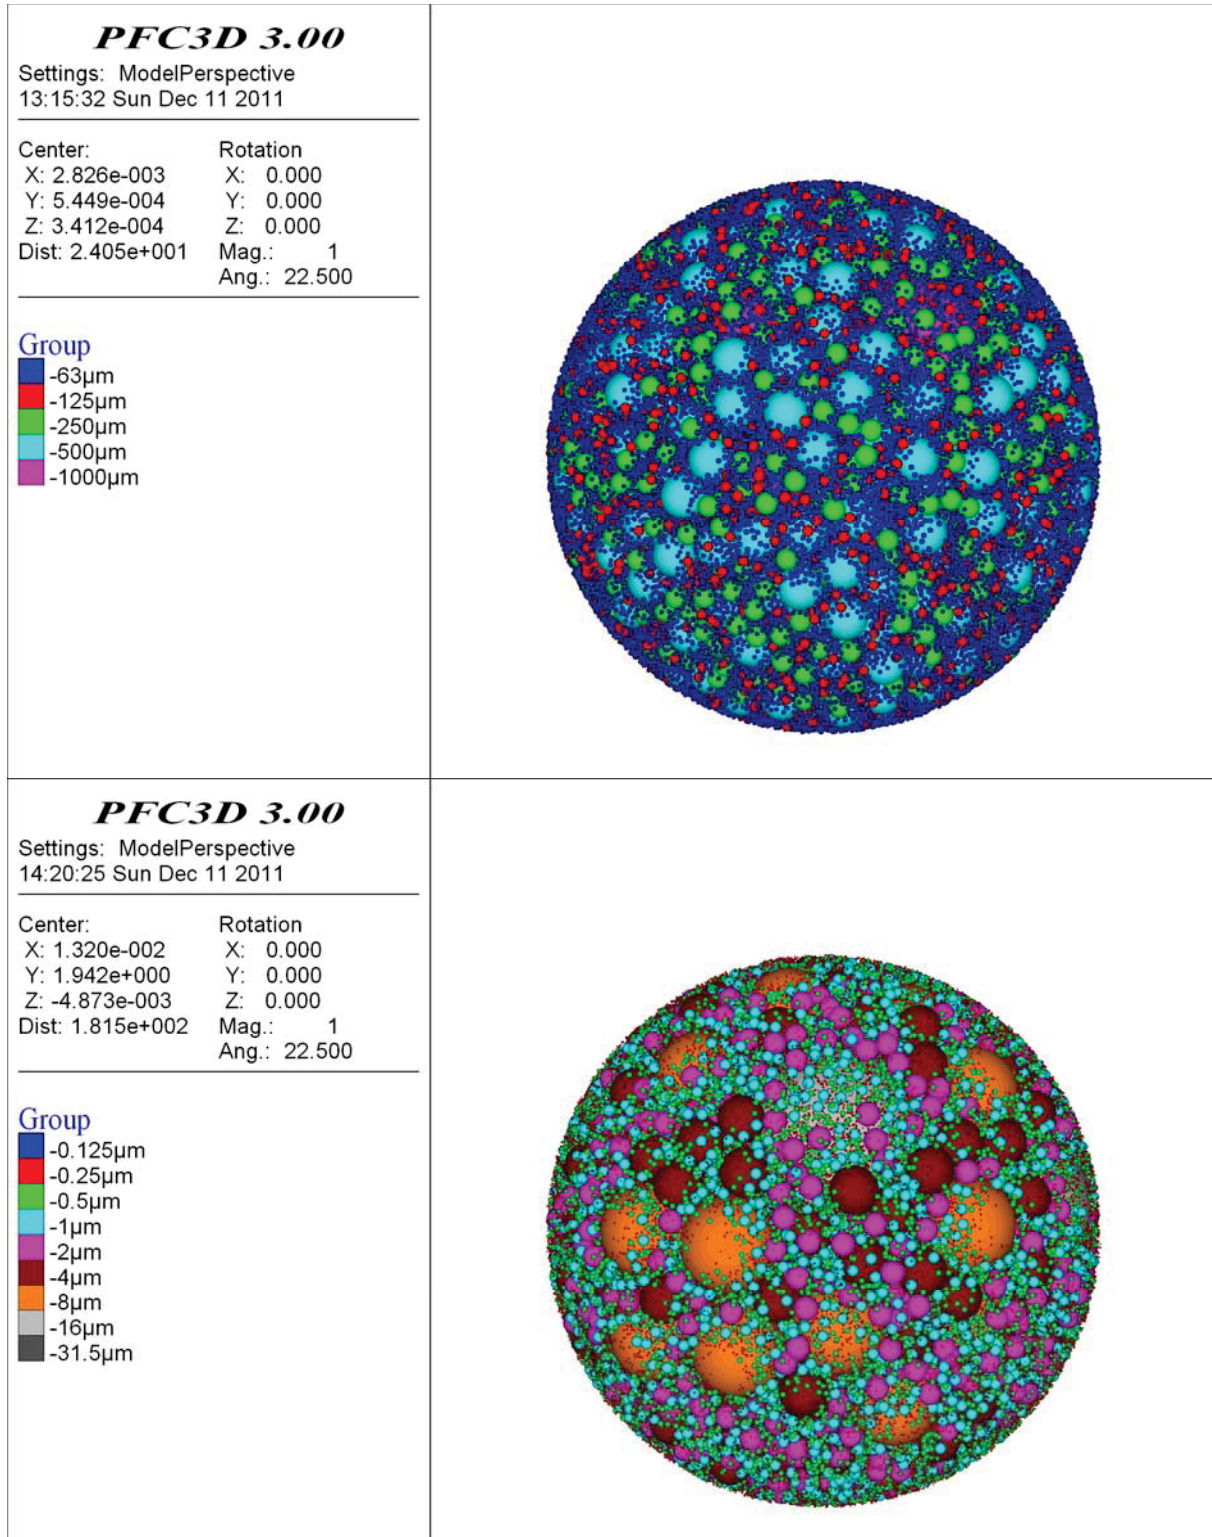 PFC3D 3.00
Settings: ModelPerspective
13:15:32 Sun Dec 11 2011
Center: Rotation
X: 2.826e-003 X: 0.000
Y: 5.449e-004 Y: 0.000
Z: 3.412e-004 Z: 0.000
Dist: 2.405e+001 Mag.: 1
Ang.: 22.500
Group
-63µm
-125µm
-250µm
-500µm
-1000µm
PFC3D 3.00
Settings: ModelPerspective
14:20:25 Sun Dec 11 2011
Center: Rotation
X: 1.320e-002 X: 0.000
Y: 1.942e+000 Y: 0.000
Z: -4.873e-003 Z: 0.000
Dist: 1.815e+002 Mag.: 1
Ang.: 22.500
Group
-0.125µm
-0.25µm
-0.5µm
-1µm
-2µm
-4µm
-8µm
-16µm
-31.5µm